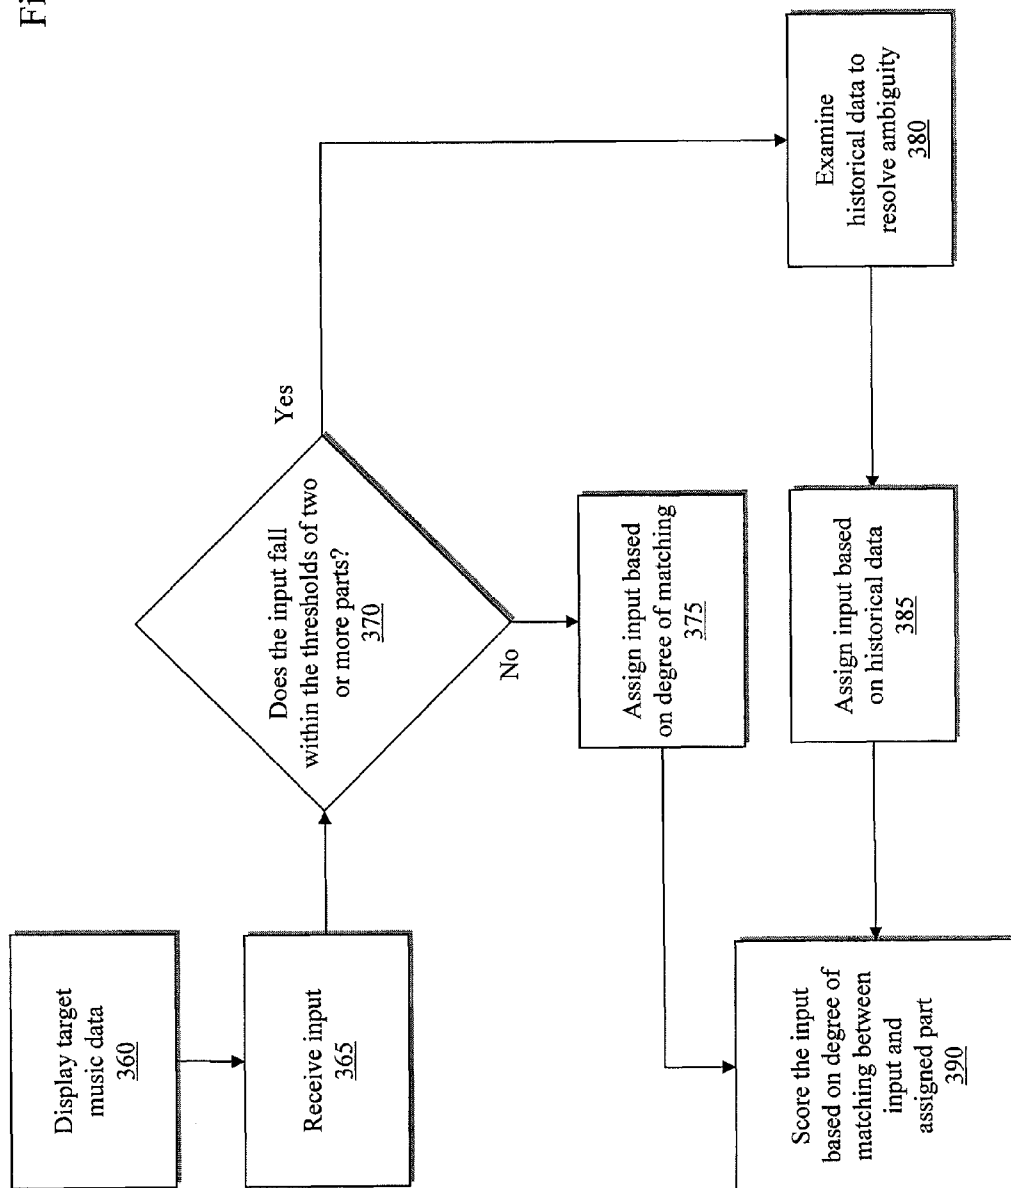 Fi
Display target
music data
360
Receive input
365
Does the input fall
within the thresholds of two
or more parts?
370
Yes
No
Assign input based
on degree of matching
375
Examine
historical data to
resolve ambiguity
380
Assign input based
on historical data
385
Score the input
based on degree of
matching between
input and
assigned part
390